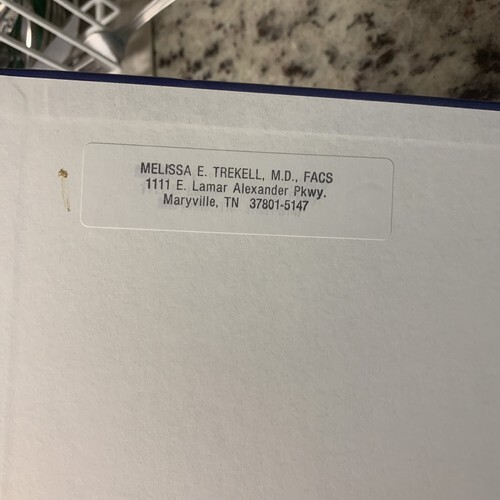 MELISSA E. TREKELL, M.D., FACS
1111 E. Lamar Alexander Pkwy.
Maryville, TN 37801-5147